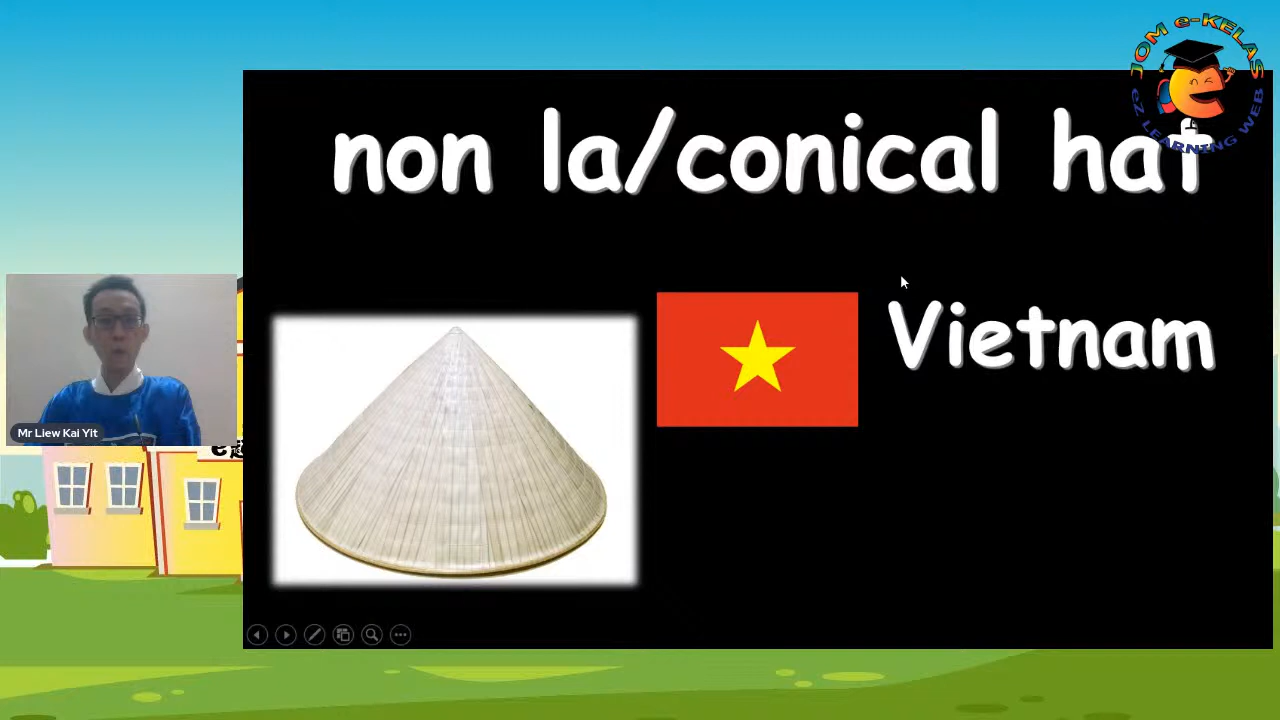 JOM e-KELAS
eZ LEARNING WEB
non la/conical hat
Vietnam
Mr Liew Kai Yit